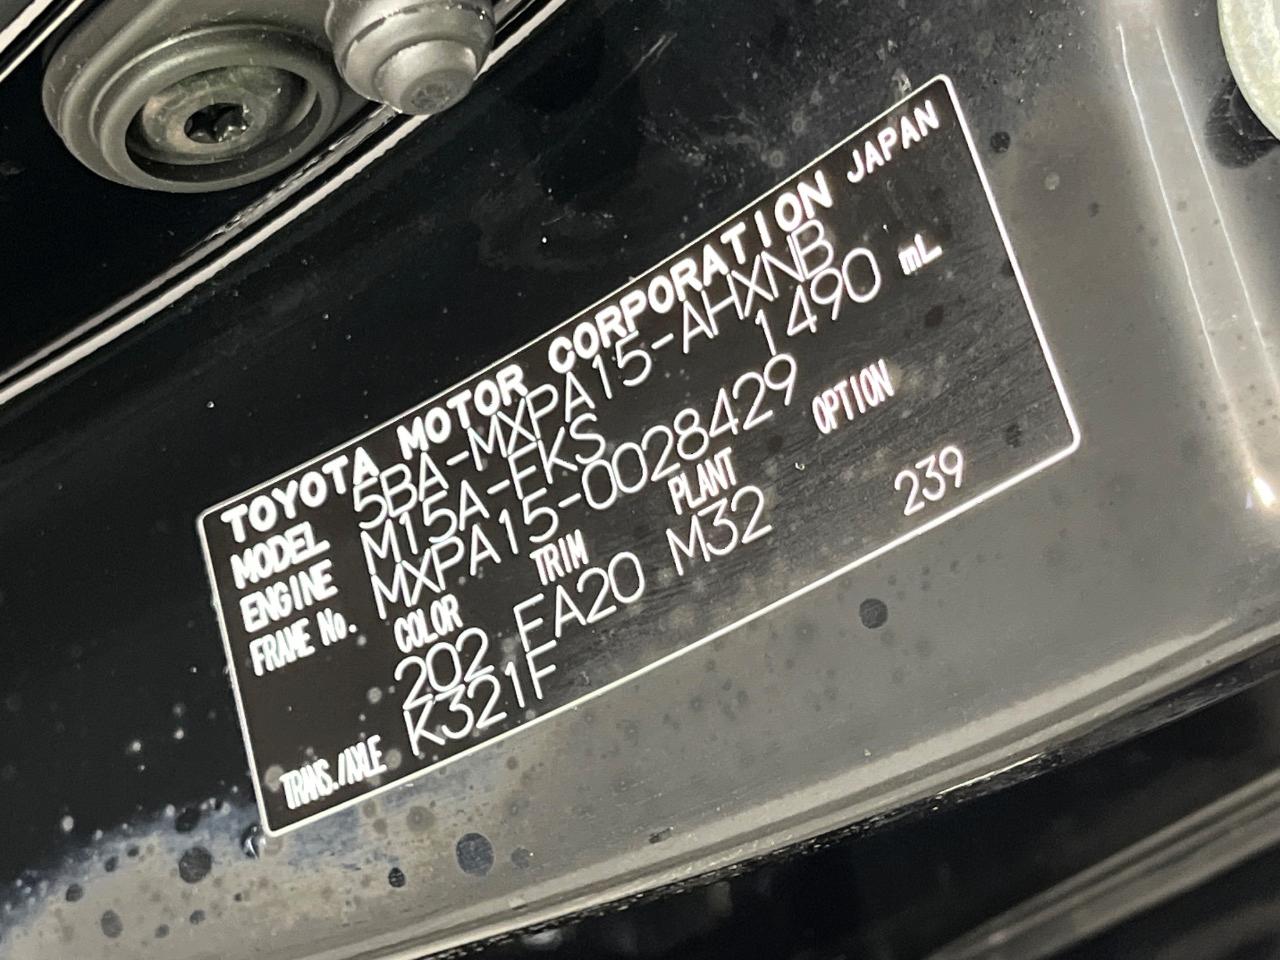 TOYOTA MOTOR CORPORATION JAPAN
MODEL 5BA-MXPA15-AHXNB
ENGINE M15A-FKS 1490 mL
FRAME No. MXPA15-0028429
COLOR TRIM PLANT OPTION
202 FA20 M32 239
TRANS./AXLE K321F